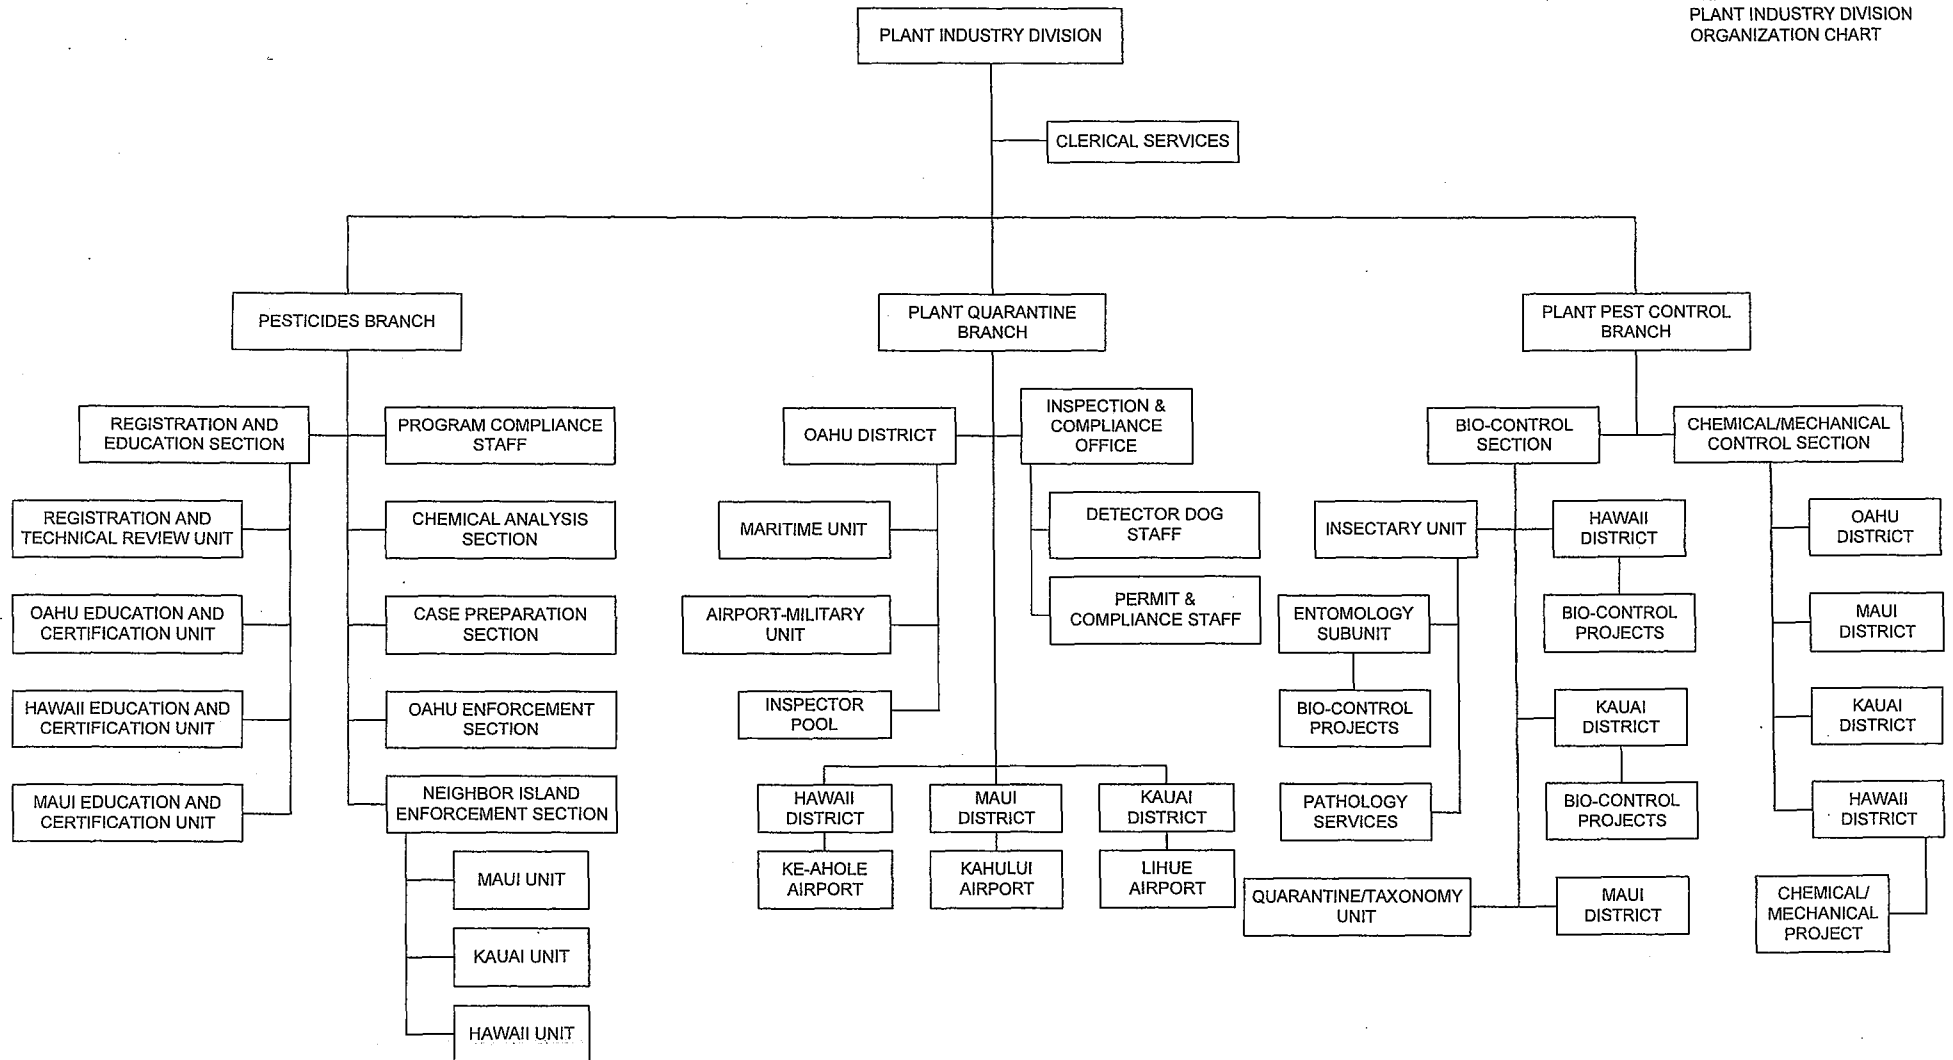 PLANT INDUSTRY DIVISION
ORGANIZATION CHART
PLANT INDUSTRY DIVISION
CLERICAL SERVICES
PESTICIDES BRANCH
PLANT QUARANTINE
BRANCH
PLANT PEST CONTROL
BRANCH
REGISTRATION AND
EDUCATION SECTION
PROGRAM COMPLIANCE
STAFF
REGISTRATION AND
TECHNICAL REVIEW UNIT
CHEMICAL ANALYSIS
SECTION
OAHU EDUCATION AND
CERTIFICATION UNIT
CASE PREPARATION
SECTION
HAWAII EDUCATION AND
CERTIFICATION UNIT
OAHU ENFORCEMENT
SECTION
MAUI EDUCATION AND
CERTIFICATION UNIT
NEIGHBOR ISLAND
ENFORCEMENT SECTION
MAUI UNIT
KAUAI UNIT
HAWAII UNIT
OAHU DISTRICT
INSPECTION &
COMPLIANCE
OFFICE
MARITIME UNIT
DETECTOR DOG
STAFF
AIRPORT-MILITARY
UNIT
PERMIT &
COMPLIANCE STAFF
INSPECTOR
POOL
HAWAII
DISTRICT
MAUI
DISTRICT
KAUAI
DISTRICT
KE-AHOLE
AIRPORT
KAHULUI
AIRPORT
LIHUE
AIRPORT
BIO-CONTROL
SECTION
CHEMICAL/MECHANICAL
CONTROL SECTION
INSECTARY UNIT
HAWAII
DISTRICT
ENTOMOLOGY
SUBUNIT
BIO-CONTROL
PROJECTS
BIO-CONTROL
PROJECTS
KAUAI
DISTRICT
PATHOLOGY
SERVICES
BIO-CONTROL
PROJECTS
QUARANTINE/TAXONOMY
UNIT
MAUI
DISTRICT
OAHU
DISTRICT
MAUI
DISTRICT
KAUAI
DISTRICT
HAWAII
DISTRICT
CHEMICAL/
MECHANICAL
PROJECT